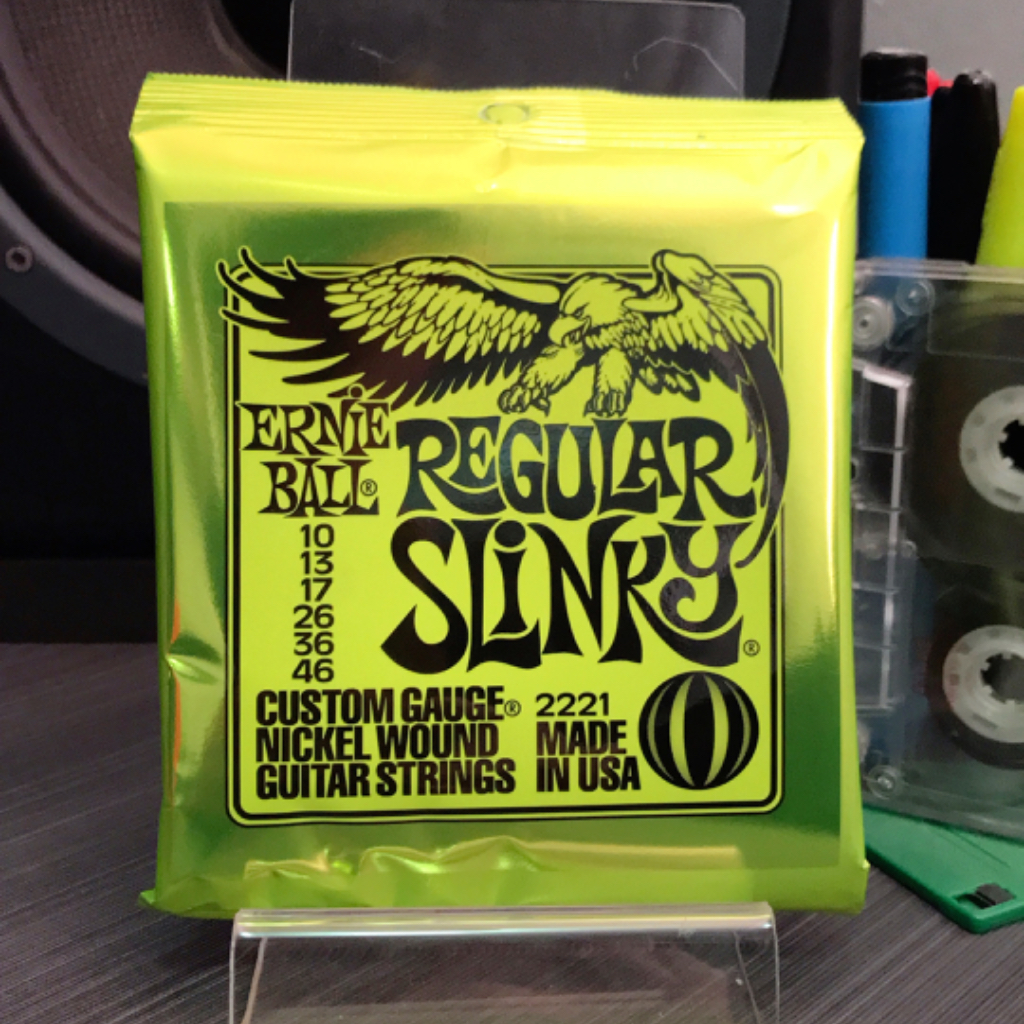 ERNiE
BALL®
REGULAR
SLiNKY®
10
13
17
26
36
46
CUSTOM GAUGE®
NICKEL WOUND
GUITAR STRINGS
2221
MADE
IN USA